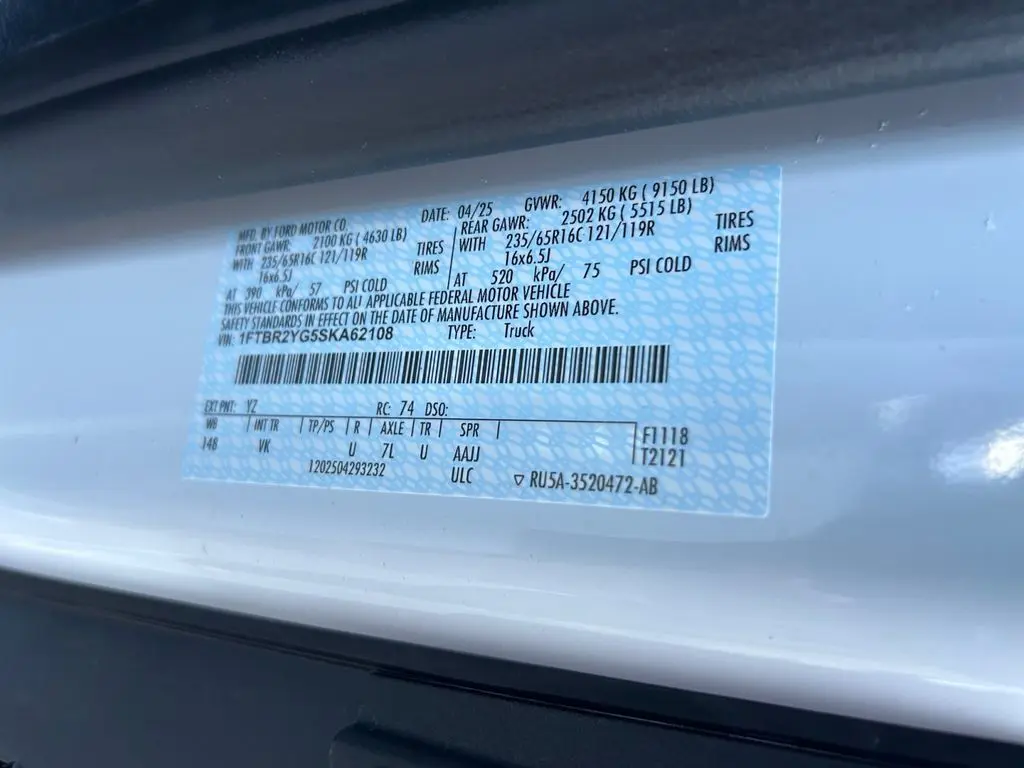 MFD. BY FORD MOTOR CO. DATE: 04/25 GVWR: 4150 KG ( 9150 LB)
FRONT GAWR: 2100 KG ( 4630 LB) REAR GAWR: 2502 KG ( 5515 LB)
WITH 235/65R16C 121/119R TIRES WITH 235/65R16C 121/119R TIRES
16x6.5J RIMS 16x6.5J RIMS
AT 390 kPa/ 57 PSI COLD AT 520 kPa/ 75 PSI COLD
THIS VEHICLE CONFORMS TO ALL APPLICABLE FEDERAL MOTOR VEHICLE
SAFETY STANDARDS IN EFFECT ON THE DATE OF MANUFACTURE SHOWN ABOVE.
VIN: 1FTBR2YG5SKA62108 TYPE: Truck
EXT PNT: YZ RC: 74 DSO:
WB INT TR TP/PS R AXLE TR SPR F1118
148 VK U 7L U AAJJ T2121
1202504293232 ULC ▽ RU5A-3520472-AB